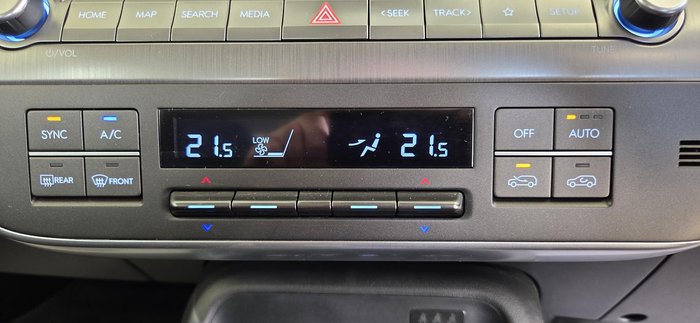 HOME MAP SEARCH MEDIA <SEEK TRACK> SETUP
⏻/VOL TUNE
SYNC A/C 21.5 LOW 21.5 OFF AUTO
REAR FRONT